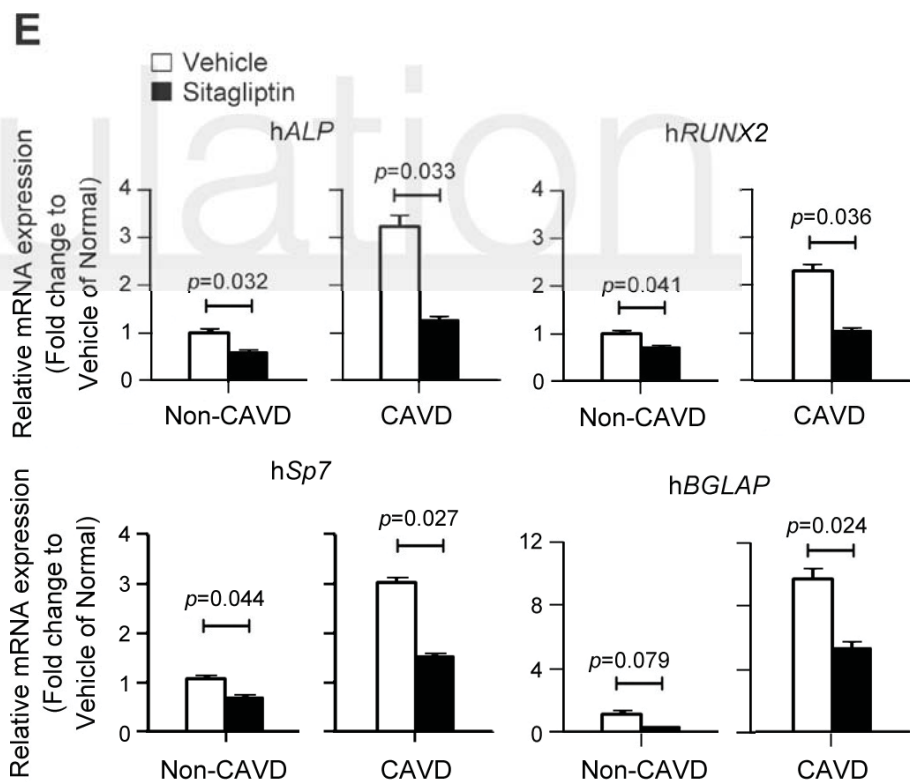 E
Vehicle
Sitagliptin
ulation
hALP
hRUNX2
Relative mRNA expression
(Fold change to
Vehicle of Normal)
4
3
2
1
0
p=0.032
p=0.033
Non-CAVD
CAVD
4
3
2
1
0
p=0.041
p=0.036
Non-CAVD
CAVD
hSp7
hBGLAP
Relative mRNA expression
(Fold change to
Vehicle of Normal)
4
3
2
1
0
p=0.044
p=0.027
Non-CAVD
CAVD
12
8
4
0
p=0.079
p=0.024
Non-CAVD
CAVD